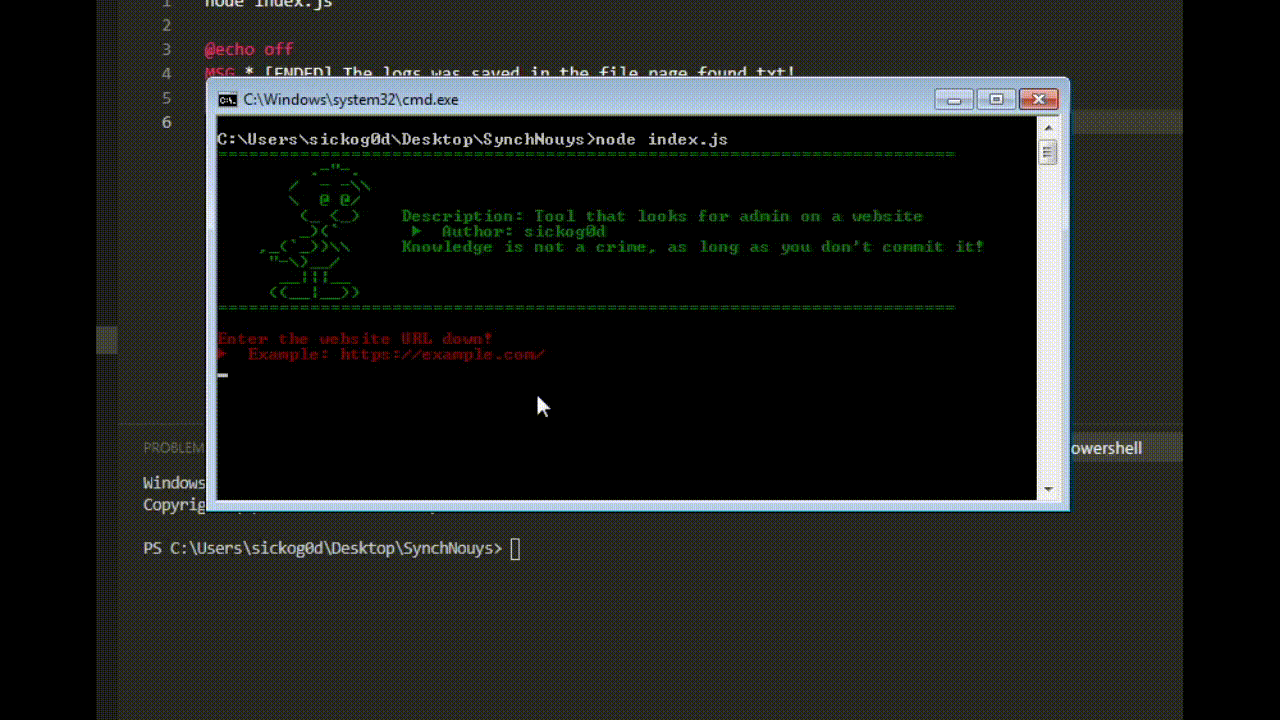 1 node index.js
2
3 @echo off
4 MSG * [ENDED] The logs was saved in the file page_found.txt!
5
6
C:\Windows\system32\cmd.exe
C:\Users\sickog0d\Desktop\SynchNouys>node index.js
Description: Tool that looks for admin on a website
► Author: sickog0d
Knowledge is not a crime, as long as you don't commit it!
Enter the website URL down!
► Example: https://example.com/
PROBLEM
owershell
Windows
Copyrig
PS C:\Users\sickog0d\Desktop\SynchNouys>